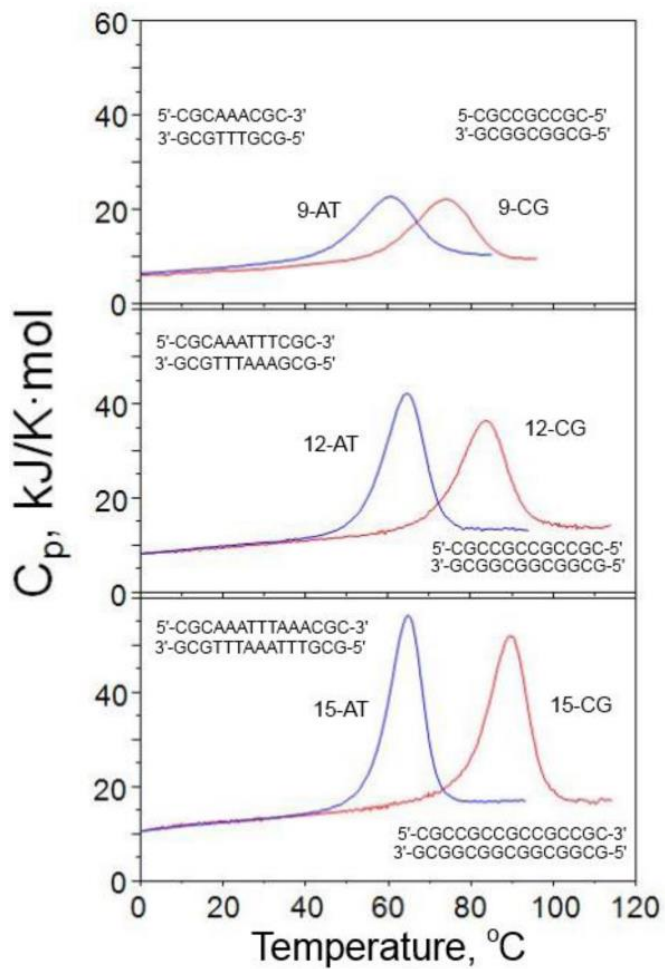 60
5'-CGCAAACGC-3'
3'-GCGTTTGCG-5'
5-CGCCGCCGC-5'
3'-GCGGCGGCG-5'
40
9-AT
9-CG
20
0
5'-CGCAAATTTCGC-3'
3'-GCGTTTAAAGCG-5'
40
12-AT
12-CG
20
5'-CGCCGCCGCCGC-5'
3'-GCGGCGGCGGCG-5'
0
5'-CGCAAATTTAAACGC-3'
3'-GCGTTTAAATTTGCG-5'
40
15-AT
15-CG
20
5'-CGCCGCCGCCGCCGC-3'
3'-GCGGCGGCGGCGGCG-5'
0
0 20 40 60 80 100 120
Temperature, °C
Cp, kJ/K·mol